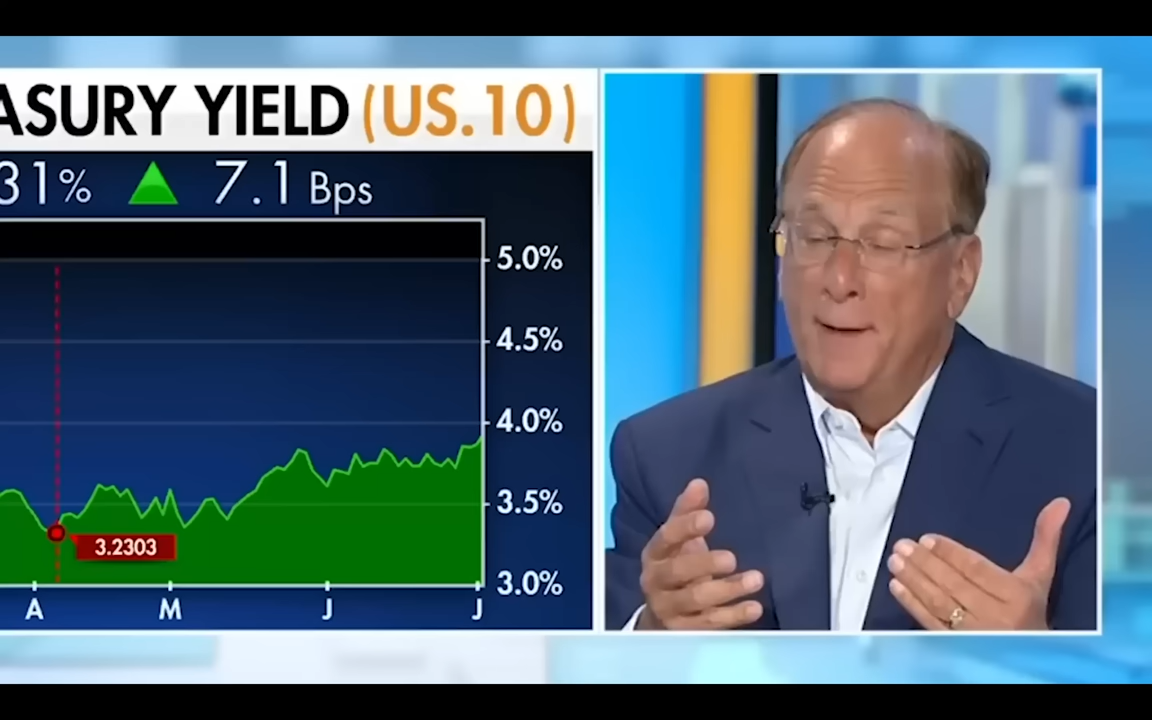 ASURY YIELD (US.10)
31% 7.1 Bps
5.0%
4.5%
4.0%
3.5%
3.2303
3.0%
A M J J